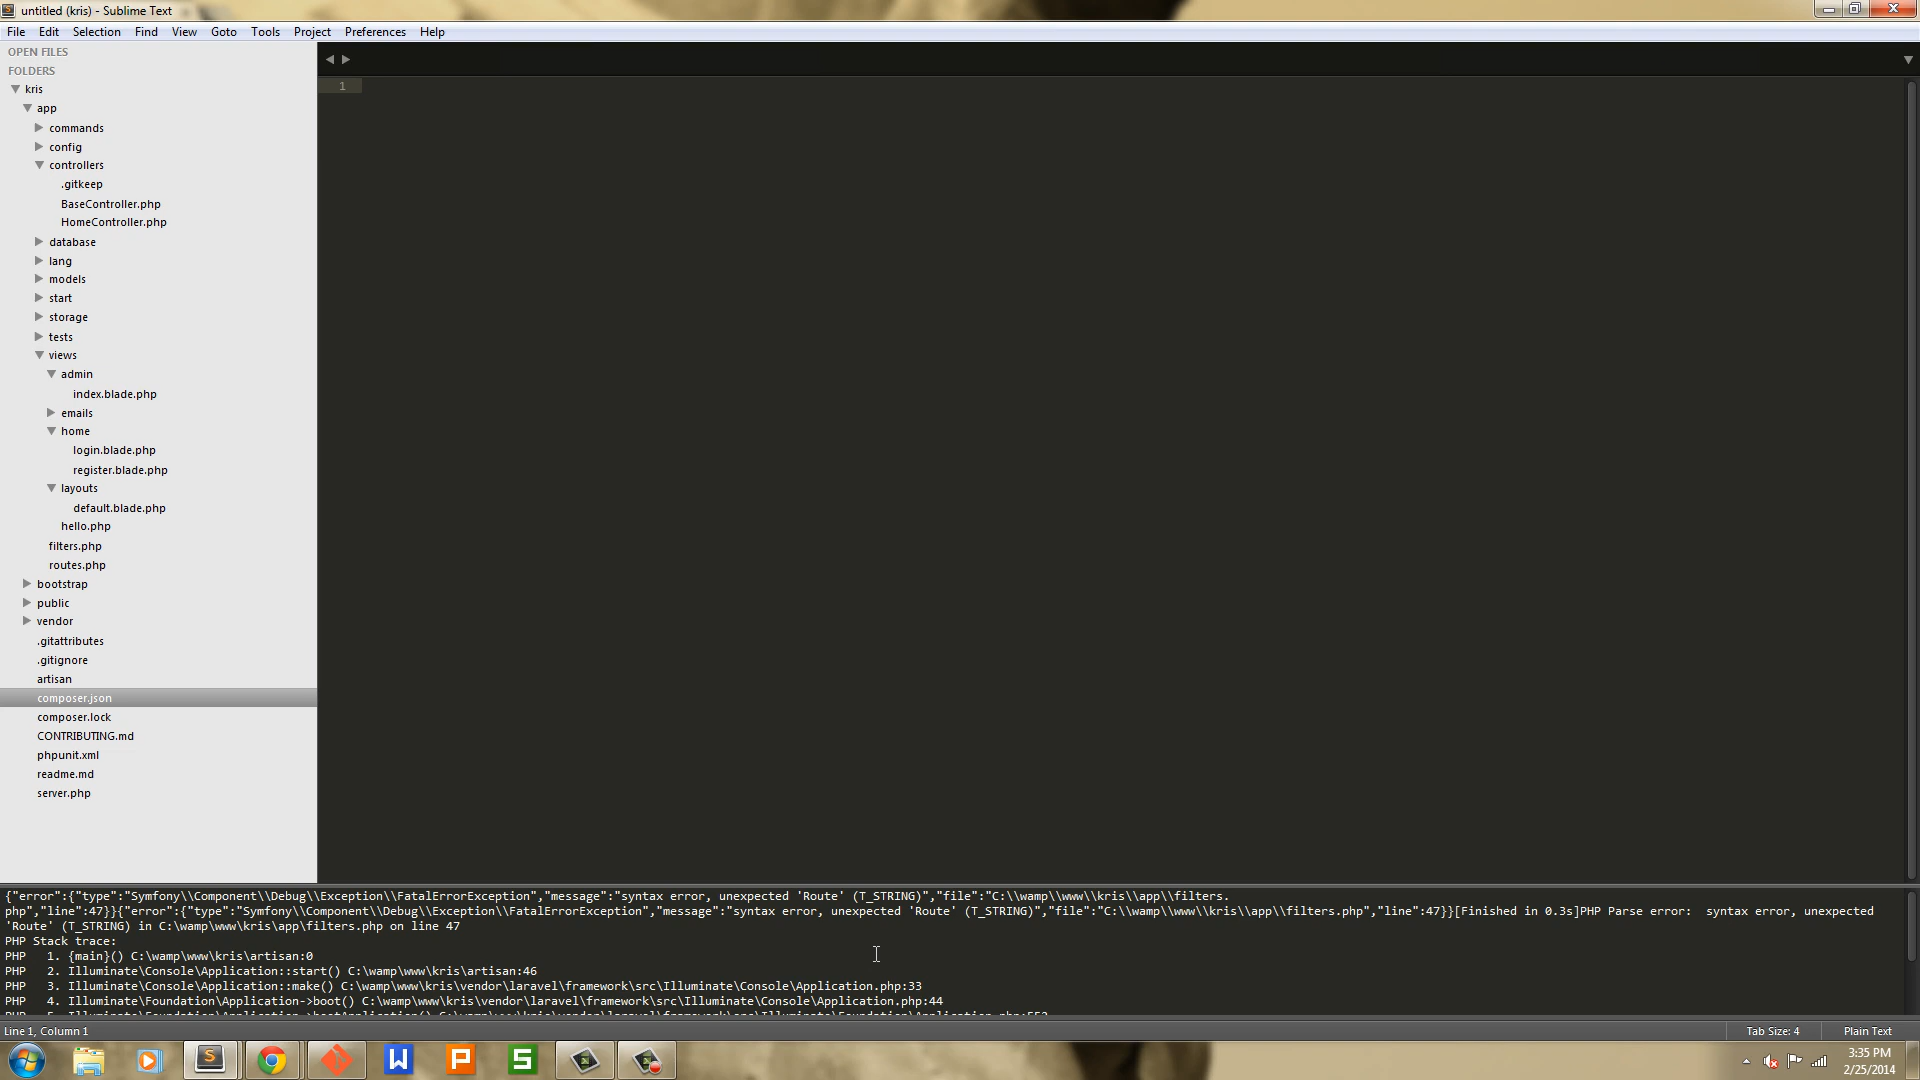 untitled (kris) - Sublime Text
File Edit Selection Find View Goto Tools Project Preferences Help
OPEN FILES
FOLDERS
kris
app
commands
config
controllers
.gitkeep
BaseController.php
HomeController.php
database
lang
models
start
storage
tests
views
admin
index.blade.php
emails
home
login.blade.php
register.blade.php
layouts
default.blade.php
hello.php
filters.php
routes.php
bootstrap
public
vendor
.gitattributes
.gitignore
artisan
composer.json
composer.lock
CONTRIBUTING.md
phpunit.xml
readme.md
server.php
1
{"error":{"type":"Symfony\\Component\\Debug\\Exception\\FatalErrorException","message":"syntax error, unexpected 'Route' (T_STRING)","file":"C:\\wamp\\www\\kris\\app\\filters.
php","line":47}}{"error":{"type":"Symfony\\Component\\Debug\\Exception\\FatalErrorException","message":"syntax error, unexpected 'Route' (T_STRING)","file":"C:\\wamp\\www\\kris\\app\\filters.php","line":47}}[Finished in 0.3s]PHP Parse error:  syntax error, unexpected
'Route' (T_STRING) in C:\wamp\www\kris\app\filters.php on line 47
PHP Stack trace:
PHP   1. {main}() C:\wamp\www\kris\artisan:0
PHP   2. Illuminate\Console\Application::start() C:\wamp\www\kris\artisan:46
PHP   3. Illuminate\Console\Application::make() C:\wamp\www\kris\vendor\laravel\framework\src\Illuminate\Console\Application.php:33
PHP   4. Illuminate\Foundation\Application->boot() C:\wamp\www\kris\vendor\laravel\framework\src\Illuminate\Console\Application.php:44
Line 1, Column 1
Tab Size: 4
Plain Text
3:35 PM
2/25/2014